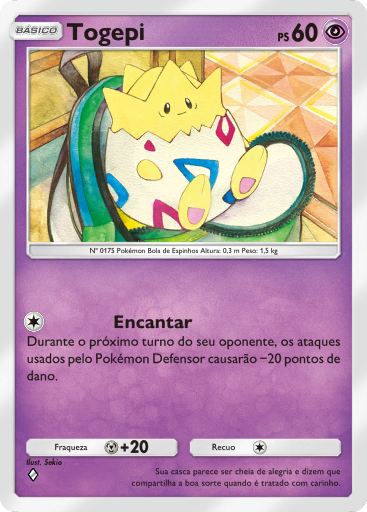 BÁSICO Togepi PS 60
Nº 0175 Pokémon Bola de Espinhos Altura: 0,3 m Peso: 1,5 kg
Encantar
Durante o próximo turno do seu oponente, os ataques
usados pelo Pokémon Defensor causarão −20 pontos de
dano.
Fraqueza +20 Recuo
Ilust. Sekio
Sua casca parece ser cheia de alegria e dizem que
compartilha a boa sorte quando é tratado com carinho.